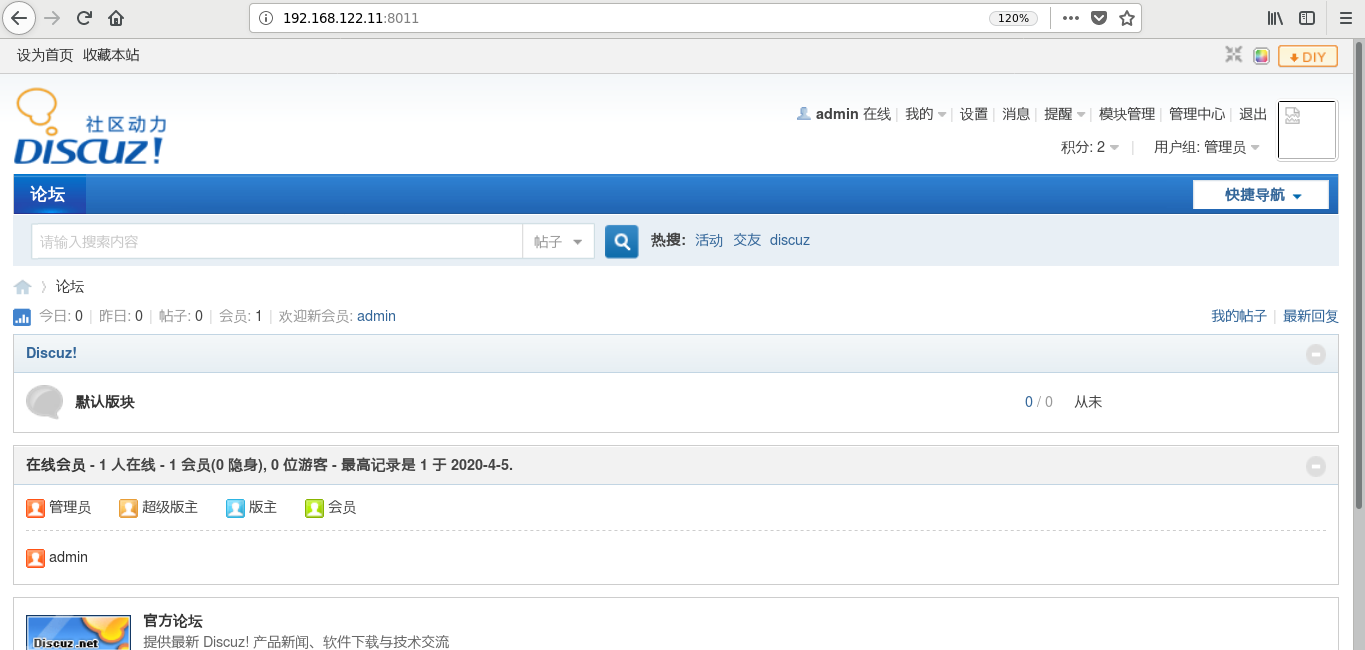 192.168.122.11:8011 120%
设为首页 收藏本站 DIY
社区动力
DISCUZ!
admin 在线 | 我的 | 设置 | 消息 | 提醒 | 模块管理 | 管理中心 | 退出
积分: 2 | 用户组: 管理员
论坛 快捷导航
请输入搜索内容 帖子 热搜: 活动 交友 discuz
论坛
今日: 0 | 昨日: 0 | 帖子: 0 | 会员: 1 | 欢迎新会员: admin 我的帖子 | 最新回复
Discuz!
默认版块 0 / 0 从未
在线会员 - 1 人在线 - 1 会员(0 隐身), 0 位游客 - 最高记录是 1 于 2020-4-5.
管理员 超级版主 版主 会员
admin
官方论坛
Discuz.net 提供最新 Discuz! 产品新闻、软件下载与技术交流